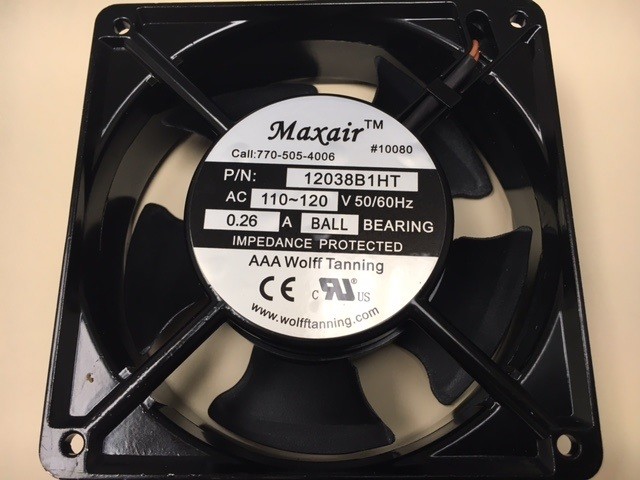 Maxair™
Call:770-505-4006 #10080
P/N: 12038B1HT
AC 110~120 V 50/60Hz
0.26 A BALL BEARING
IMPEDANCE PROTECTED
AAA Wolff Tanning
CE c RU® US
www.wolfftanning.com